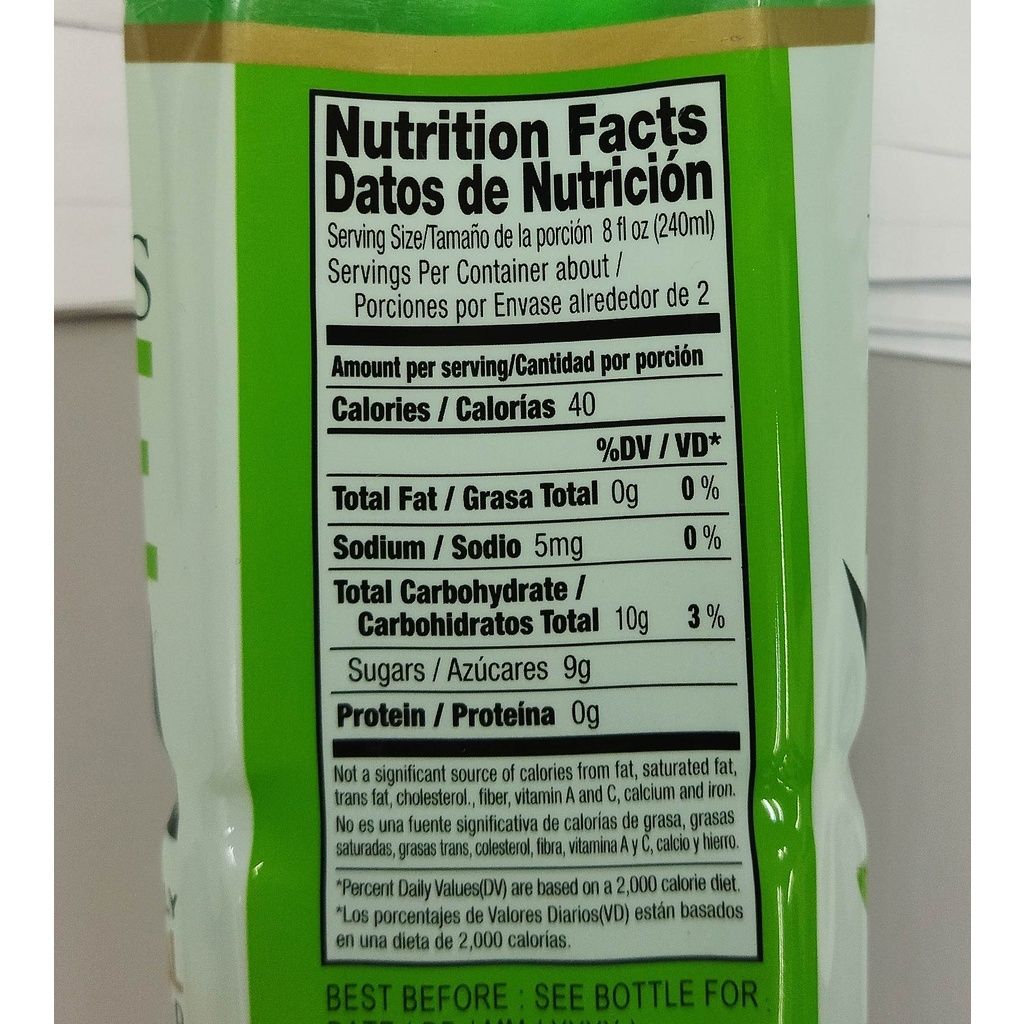 Nutrition Facts
Datos de Nutrición
Serving Size/Tamaño de la porción 8 fl oz (240ml)
Servings Per Container about /
Porciones por Envase alrededor de 2
Amount per serving/Cantidad por porción
Calories / Calorías 40
%DV / VD*
Total Fat / Grasa Total 0g 0 %
Sodium / Sodio 5mg 0 %
Total Carbohydrate /
Carbohidratos Total 10g 3 %
Sugars / Azúcares 9g
Protein / Proteína 0g
Not a significant source of calories from fat, saturated fat,
trans fat, cholesterol., fiber, vitamin A and C, calcium and iron.
No es una fuente significativa de calorías de grasa, grasas
saturadas, grasas trans, colesterol, fibra, vitamina A y C, calcio y hierro.
*Percent Daily Values(DV) are based on a 2,000 calorie diet.
*Los porcentajes de Valores Diarios(VD) están basados
en una dieta de 2,000 calorías.
BEST BEFORE : SEE BOTTLE FOR